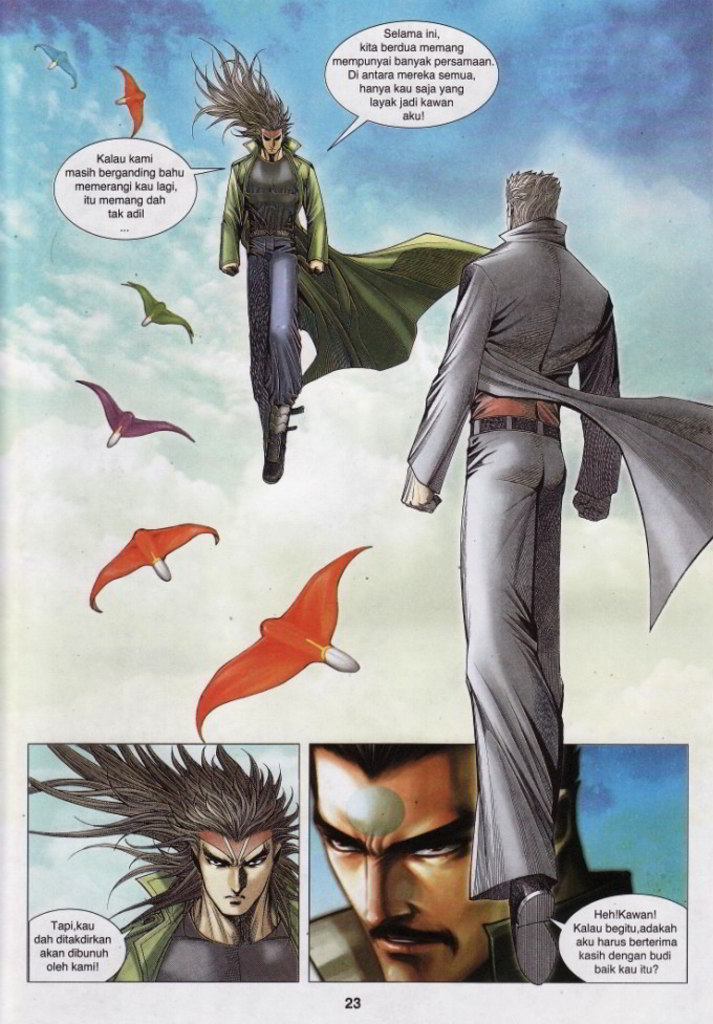 Selama ini,
kita berdua memang
mempunyai banyak persamaan.
Di antara mereka semua,
hanya kau saja yang
layak jadi kawan
aku!
Kalau kami
masih berganding bahu
memerangi kau lagi,
itu memang dah
tak adil
...
Tapi,kau
dah ditakdirkan
akan dibunuh
oleh kami!
Heh!Kawan!
Kalau begitu,adakah
aku harus berterima
kasih dengan budi
baik kau itu?
23